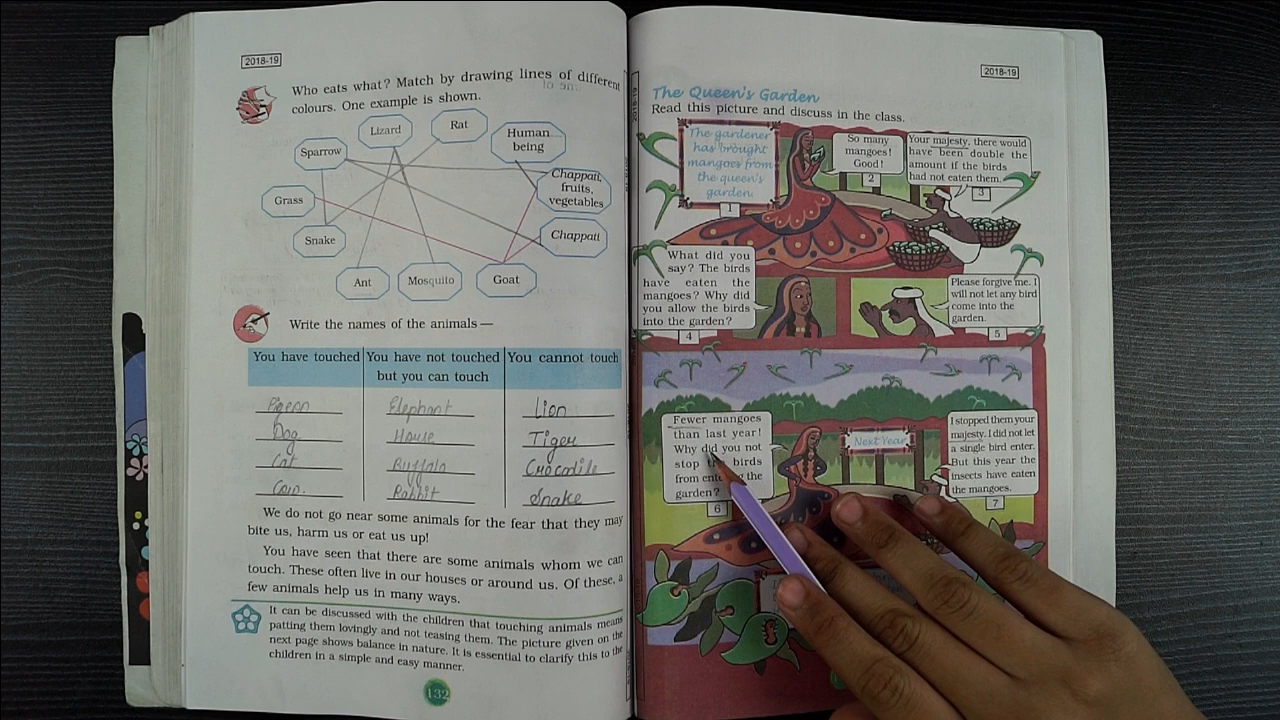 2018-19
Who eats what? Match by drawing lines of different
colours. One example is shown.
Lizard
Rat
Human
being
Sparrow
Chappati,
fruits,
vegetables
Grass
Chappati
Snake
Ant
Mosquito
Goat
Write the names of the animals —
You have touched
You have not touched
but you can touch
You cannot touch
Pigeon
Elephant
Lion
Dog
House
Tiger
Cat
Buffalo
Crocodile
Rabbit
Snake
We do not go near some animals for the fear that they may
bite us, harm us or eat us up!
You have seen that there are some animals whom we can
touch. These often live in our houses or around us. Of these, a
few animals help us in many ways.
It can be discussed with the children that touching animals means
patting them lovingly and not teasing them. The picture given on the
next page shows balance in nature. It is essential to clarify this to the
children in a simple and easy manner.
132
2018-19
The Queen's Garden
Read this picture and discuss in the class.
The gardener
has brought
mangoes from
the queen's
garden.
1
So many
mangoes!
Good!
2
Your majesty, there would
have been double the
amount if the birds
had not eaten them.
3
What did you
say? The birds
have eaten the
mangoes? Why did
you allow the birds
into the garden?
4
Please forgive me. I
will not let any bird
come into the
garden.
5
Fewer mangoes
than last year!
Why did you not
stop birds
from the
garden?
6
Next Year
I stopped them your
majesty. I did not let
a single bird enter.
But this year the
insects have eaten
the mangoes.
7